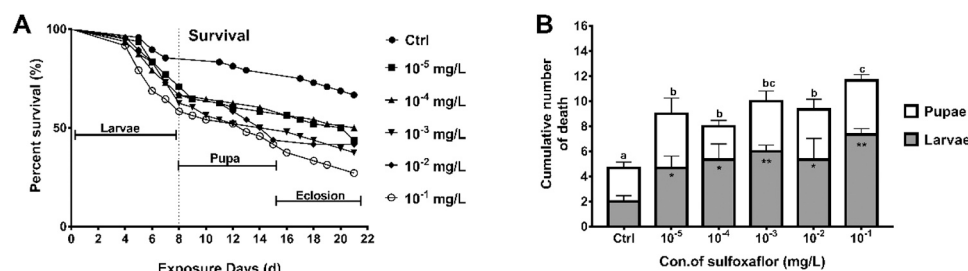 A
Survival
Ctrl
10-5 mg/L
10-4 mg/L
10-3 mg/L
10-2 mg/L
10-1 mg/L
Percent survival (%)
100
50
0
Larvae
Pupa
Eclosion
0 2 4 6 8 10 12 14 16 18 20 22
Exposure Days (d)
B
Cumulative number
of death
16
14
12
10
8
6
4
2
0
a
b
b
bc
b
c
*
*
**
*
**
Pupae
Larvae
Ctrl 10-5 10-4 10-3 10-2 10-1
Con.of sulfoxaflor (mg/L)